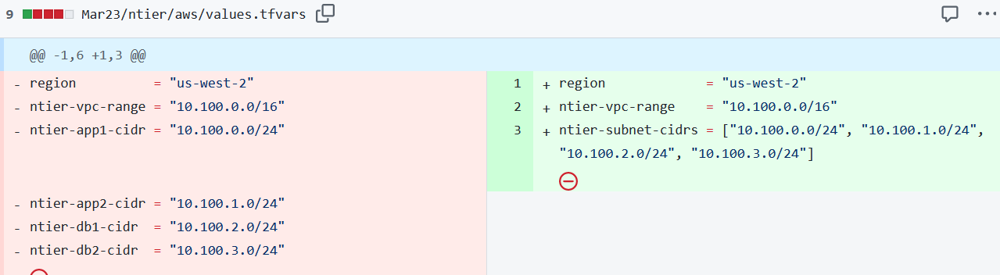 9 Mar23/ntier/aws/values.tfvars
@@ -1,6 +1,3 @@
- region = "us-west-2"
- ntier-vpc-range = "10.100.0.0/16"
- ntier-app1-cidr = "10.100.0.0/24"
- ntier-app2-cidr = "10.100.1.0/24"
- ntier-db1-cidr = "10.100.2.0/24"
- ntier-db2-cidr = "10.100.3.0/24"
1 + region = "us-west-2"
2 + ntier-vpc-range = "10.100.0.0/16"
3 + ntier-subnet-cidrs = ["10.100.0.0/24", "10.100.1.0/24",
"10.100.2.0/24", "10.100.3.0/24"]